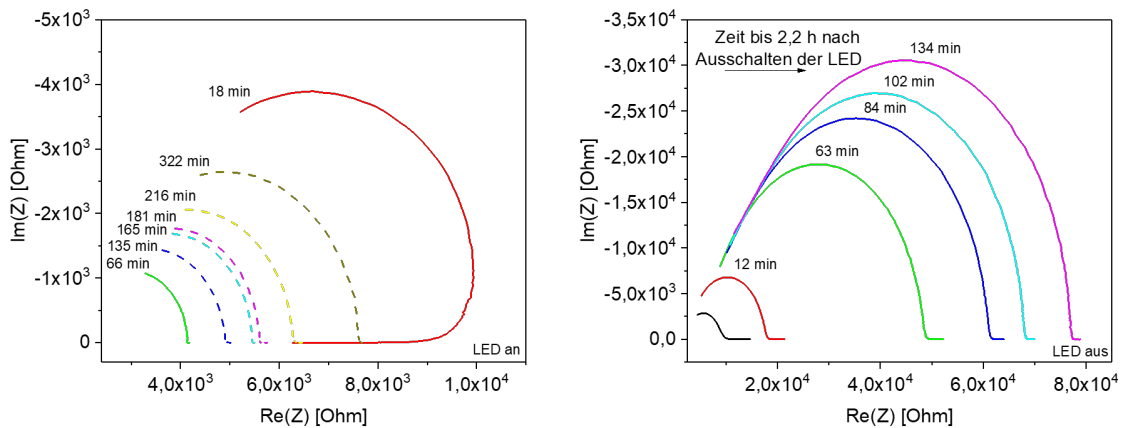 -5x10³
-4x10³
-3x10³
-2x10³
-1x10³
0
Im(Z) [Ohm]
18 min
322 min
216 min
181 min
165 min
135 min
66 min
LED an
4,0x10³
6,0x10³
8,0x10³
1,0x10⁴
Re(Z) [Ohm]
-3,5x10⁴
-3,0x10⁴
-2,5x10⁴
-2,0x10⁴
-1,5x10⁴
-1,0x10⁴
-5,0x10³
0,0
Im(Z) [Ohm]
Zeit bis 2,2 h nach
Ausschalten der LED
134 min
102 min
84 min
63 min
12 min
LED aus
2,0x10⁴
4,0x10⁴
6,0x10⁴
8,0x10⁴
Re(Z) [Ohm]